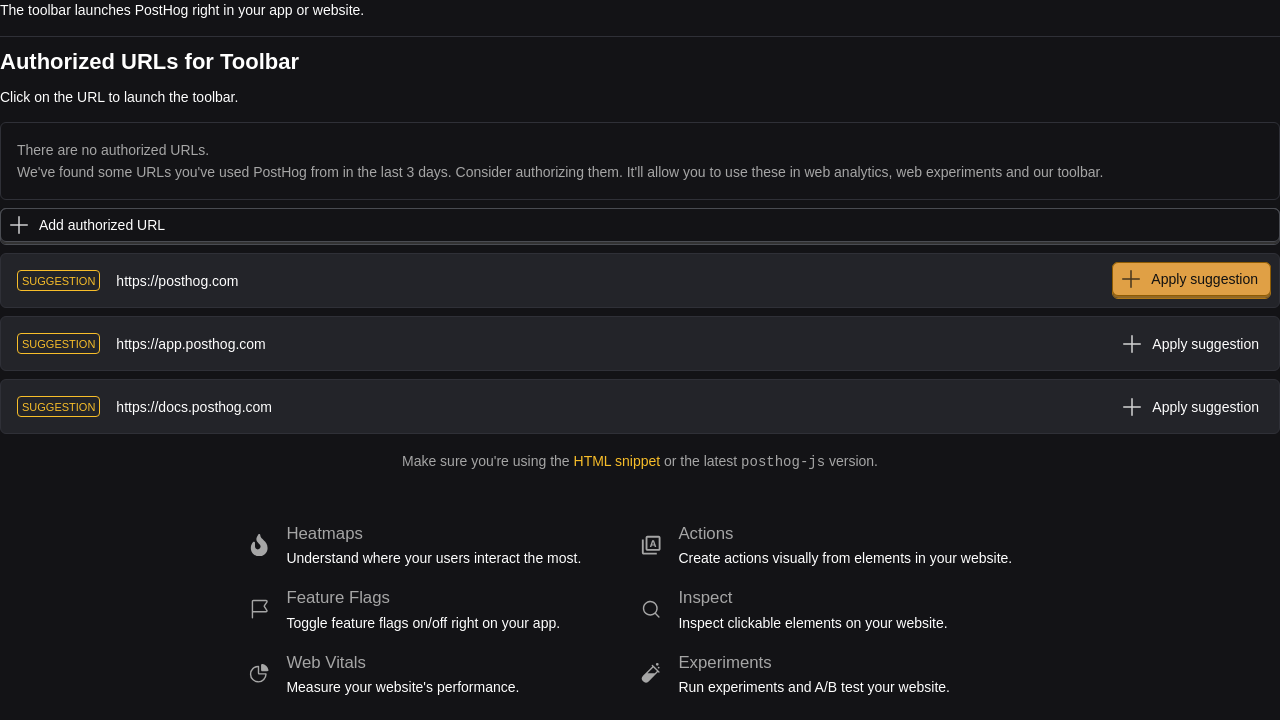 The toolbar launches PostHog right in your app or website.
Authorized URLs for Toolbar
Click on the URL to launch the toolbar.
There are no authorized URLs.
We've found some URLs you've used PostHog from in the last 3 days. Consider authorizing them. It'll allow you to use these in web analytics, web experiments and our toolbar.
Add authorized URL
SUGGESTION https://posthog.com Apply suggestion
SUGGESTION https://app.posthog.com Apply suggestion
SUGGESTION https://docs.posthog.com Apply suggestion
Make sure you're using the HTML snippet or the latest posthog-js version.
Heatmaps
Understand where your users interact the most.
Actions
Create actions visually from elements in your website.
Feature Flags
Toggle feature flags on/off right on your app.
Inspect
Inspect clickable elements on your website.
Web Vitals
Measure your website's performance.
Experiments
Run experiments and A/B test your website.